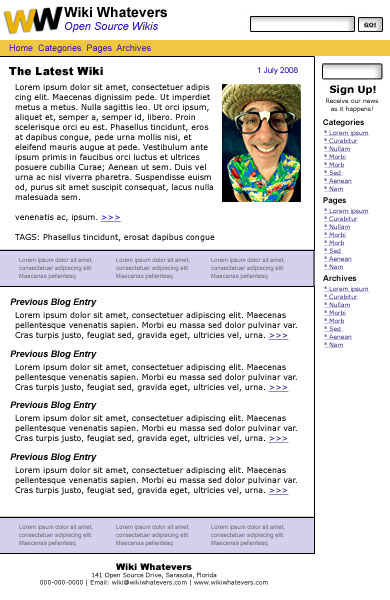 WW Wiki Whatevers
Open Source Wikis
GO!
Home Categories Pages Archives
The Latest Wiki
1 July 2008
Lorem ipsum dolor sit amet, consectetuer adipis
cing elit. Maecenas dignissim pede. Ut imperdiet
metus a metus. Nulla sagittis leo. Ut orci ipsum,
aliquet et, semper a, semper id, libero. Proin
scelerisque orci eu est. Phasellus tincidunt, eros
at tobortis congue, pede urna mollis nisi, et
eleifend mauris augue at pede. Vestibulum ante
ipsum primis in faucibus orci luctus et ultrices
posuere cubilia Curae; Aenean ut sem. Duis vel
urna ac nisl viverra pharetra. Suspendisse euism
od, purus sit amet suscipit consequat, lacus nulla
malesuada sem.
venenatis ac, ipsum. >>>
TAGS: Phasellus tincidunt, erosat dapibus congue
Lorem ipsum dolor sit amet,
consectetuer adipiscing elit.
Maecenas pellentesq.
Lorem ipsum dolor sit amet,
consectetuer adipiscing elit.
Maecenas pellentesq.
Lorem ipsum dolor sit amet,
consectetuer adipiscing elit.
Maecenas pellentesq.
Previous Blog Entry
Lorem ipsum dolor sit amet, consectetuer adipiscing elit. Maecenas
pellentesque venenatis sapien. Morbi eu massa sed dolor pulvinar var.
Cras turpis justo, feugiat sed, gravida eget, ultricies vel, urna. >>>
Previous Blog Entry
Lorem ipsum dolor sit amet, consectetuer adipiscing elit. Maecenas
pellentesque venenatis sapien. Morbi eu massa sed dolor pulvinar var.
Cras turpis justo, feugiat sed, gravida eget, ultricies vel, urna. >>>
Previous Blog Entry
Lorem ipsum dolor sit amet, consectetuer adipiscing elit. Maecenas
pellentesque venenatis sapien. Morbi eu massa sed dolor pulvinar var.
Cras turpis justo, feugiat sed, gravida eget, ultricies vel, urna. >>>
Previous Blog Entry
Lorem ipsum dolor sit amet, consectetuer adipiscing elit. Maecenas
pellentesque venenatis sapien. Morbi eu massa sed dolor pulvinar var.
Cras turpis justo, feugiat sed, gravida eget, ultricies vel, urna. >>>
Lorem ipsum dolor sit amet,
consectetuer adipiscing elit.
Maecenas pellentesq.
Lorem ipsum dolor sit amet,
consectetuer adipiscing elit.
Maecenas pellentesq.
Lorem ipsum dolor sit amet,
consectetuer adipiscing elit.
Maecenas pellentesq.
Sign Up!
Receive our news
as it happens!
Categories
* Lorem ipsum
* Curabitur
* Nullam
* Morbi
* Morb
* Sed
* Aenean
* Nam
Pages
* Lorem ipsum
* Curabitur
* Nullam
* Morbi
* Morb
* Sed
* Aenean
* Nam
Archives
* Lorem ipsum
* Curabitur
* Nullam
* Morbi
* Morb
* Sed
* Aenean
* Nam
Wiki Whatevers
141 Open Source Drive, Sarasota, Florida
000-000-0000 | Email: wiki@wikiwhatevers.com | www.wikiwhatevers.com